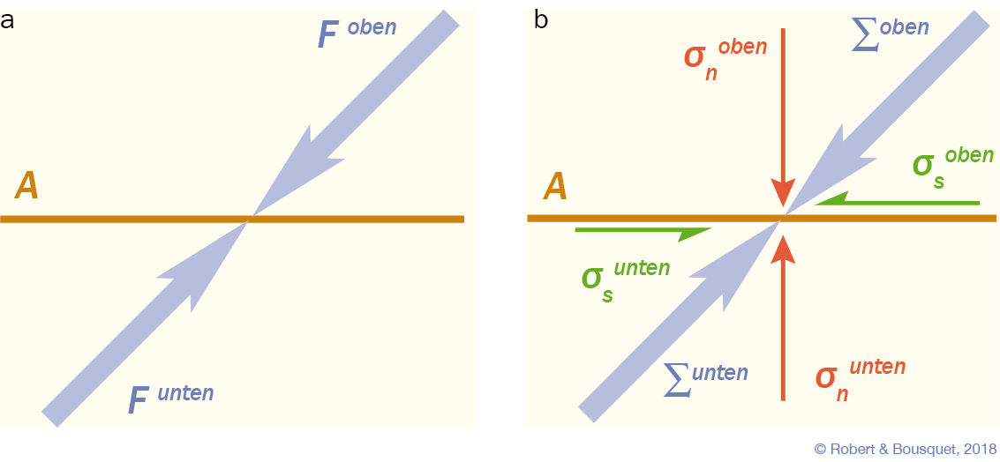 a
F oben
A
F unten
b
σn oben
Σ oben
A
σs oben
σs unten
Σ unten
σn unten
© Robert & Bousquet, 2018